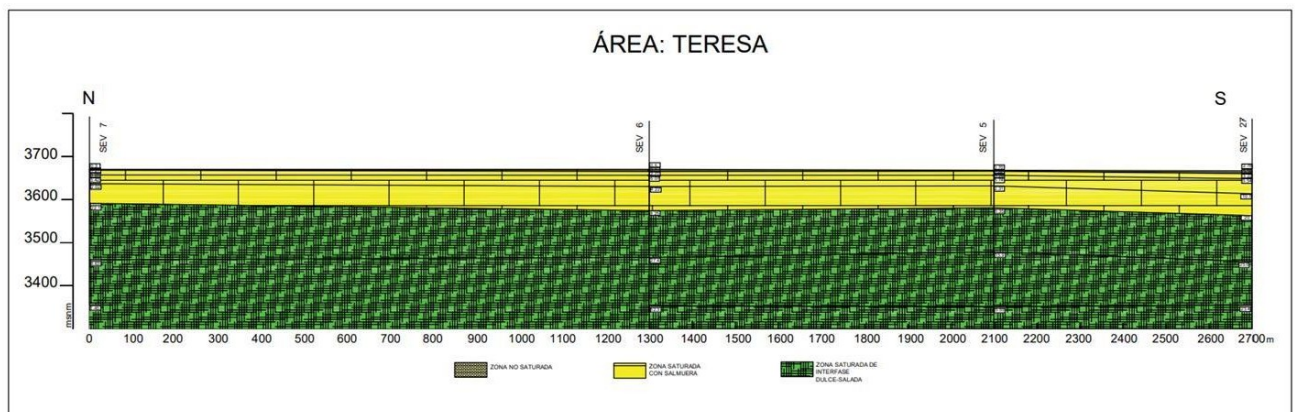 ÁREA: TERESA
N
S
SEV 7
SEV 6
SEV 5
SEV 27
3700
3600
3500
3400
msnm
0 100 200 300 400 500 600 700 800 900 1000 1100 1200 1300 1400 1500 1600 1700 1800 1900 2000 2100 2200 2300 2400 2500 2600 2700 m
ZONA NO SATURADA
ZONA SATURADA
CON SALMUERA
ZONA SATURADA DE
INTERFASE
DULCE-SALADA